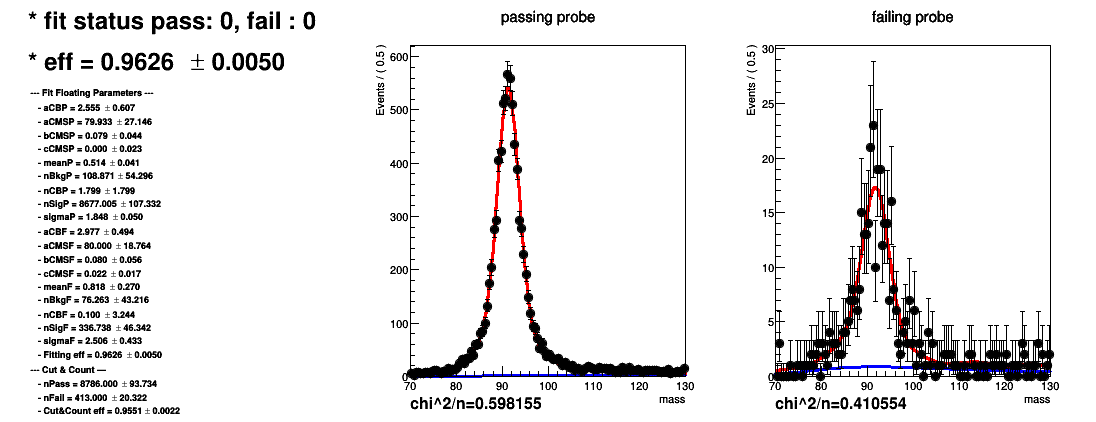 * fit status pass: 0, fail : 0
* eff = 0.9626 ± 0.0050
--- Fit Floating Parameters ---
- aCBP = 2.555 ± 0.607
- aCMSP = 79.933 ± 27.146
- bCMSP = 0.079 ± 0.044
- cCMSP = 0.000 ± 0.023
- meanP = 0.514 ± 0.041
- nBkgP = 108.871 ± 54.296
- nCBP = 1.799 ± 1.799
- nSigP = 8677.005 ± 107.332
- sigmaP = 1.848 ± 0.050
- aCBF = 2.977 ± 0.494
- aCMSF = 80.000 ± 18.764
- bCMSF = 0.080 ± 0.056
- cCMSF = 0.022 ± 0.017
- meanF = 0.818 ± 0.270
- nBkgF = 76.263 ± 43.216
- nCBF = 0.100 ± 3.244
- nSigF = 336.738 ± 46.342
- sigmaF = 2.506 ± 0.433
- Fitting eff = 0.9626 ± 0.0050
--- Cut & Count ---
- nPass = 8786.000 ± 93.734
- nFail = 413.000 ± 20.322
- Cut&Count eff = 0.9551 ± 0.0022
passing probe
Events / ( 0.5 )
600
500
400
300
200
100
0
70 80 90 100 110 120 130
mass
chi^2/n=0.598155
failing probe
Events / ( 0.5 )
30
25
20
15
10
5
0
70 80 90 100 110 120 130
mass
chi^2/n=0.410554